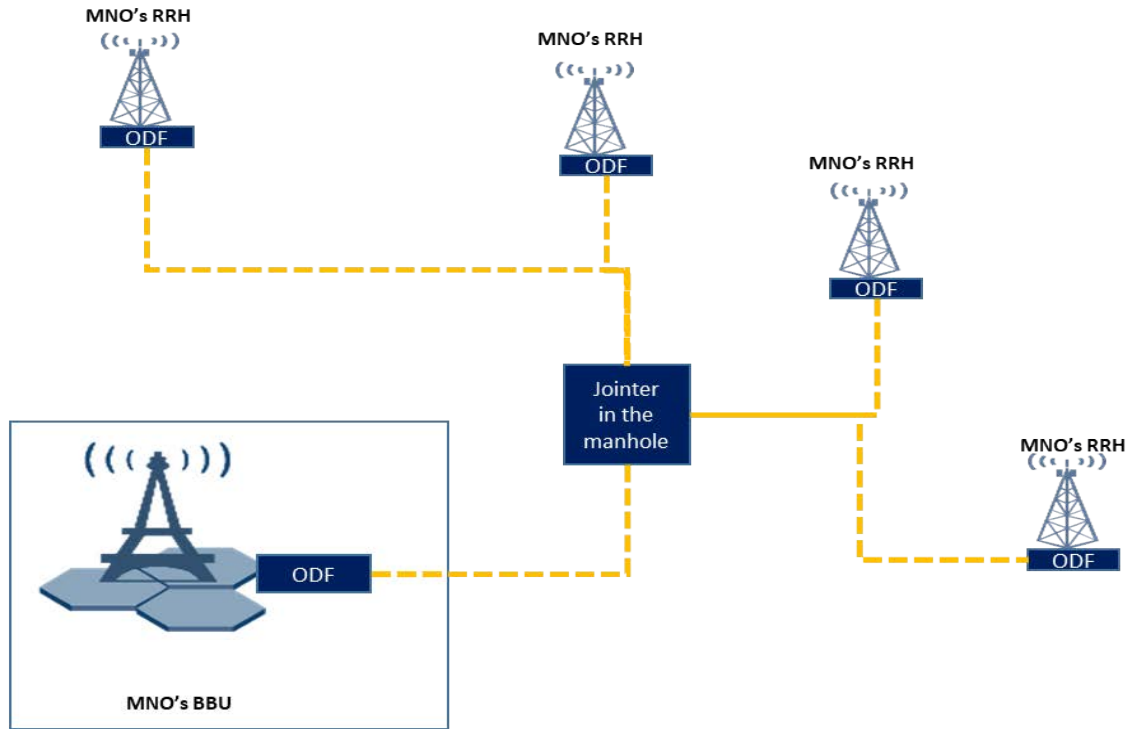 MNO’s RRH
ODF
MNO’s RRH
ODF
MNO’s RRH
ODF
Jointer
in the
manhole
MNO’s RRH
ODF
ODF
MNO’s BBU